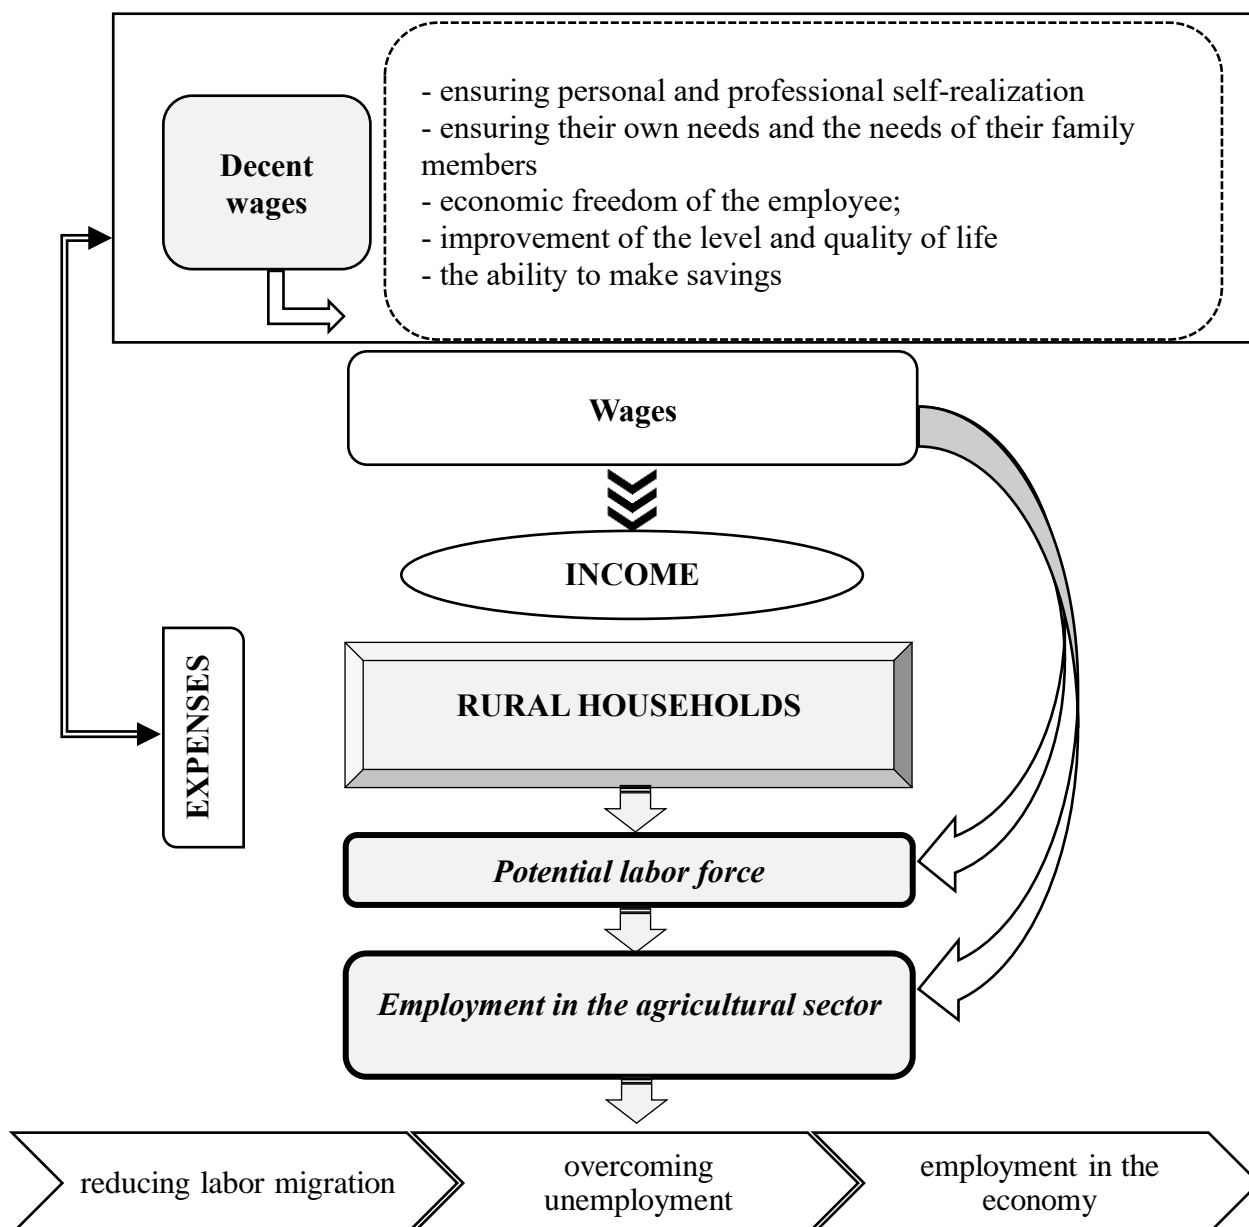 Decent
wages
- ensuring personal and professional self-realization
- ensuring their own needs and the needs of their family
members
- economic freedom of the employee;
- improvement of the level and quality of life
- the ability to make savings
Wages
INCOME
EXPENSES
RURAL HOUSEHOLDS
Potential labor force
Employment in the agricultural sector
reducing labor migration
overcoming
unemployment
employment in the
economy